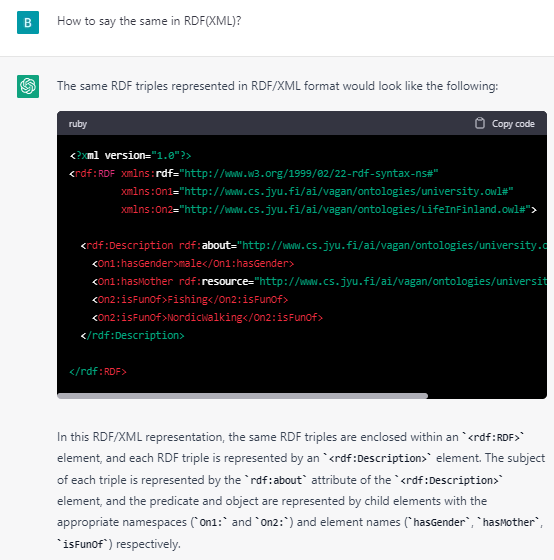 B
How to say the same in RDF(XML)?
The same RDF triples represented in RDF/XML format would look like the following:
ruby
Copy code
<?xml version="1.0"?>
<rdf:RDF xmlns:rdf="http://www.w3.org/1999/02/22-rdf-syntax-ns#"
xmlns:On1="http://www.cs.jyu.fi/ai/vagan/ontologies/university.owl#"
xmlns:On2="http://www.cs.jyu.fi/ai/vagan/ontologies/LifeInFinland.owl#">
<rdf:Description rdf:about="http://www.cs.jyu.fi/ai/vagan/ontologies/university.o
<On1:hasGender>male</On1:hasGender>
<On1:hasMother rdf:resource="http://www.cs.jyu.fi/ai/vagan/ontologies/universit
<On2:isFunOf>Fishing</On2:isFunOf>
<On2:isFunOf>NordicWalking</On2:isFunOf>
</rdf:Description>
</rdf:RDF>
In this RDF/XML representation, the same RDF triples are enclosed within an `<rdf:RDF>`
element, and each RDF triple is represented by an `<rdf:Description>` element. The subject
of each triple is represented by the `rdf:about` attribute of the `<rdf:Description>`
element, and the predicate and object are represented by child elements with the
appropriate namespaces (`On1:` and `On2:`) and element names (`hasGender`, `hasMother`,
`isFunOf`) respectively.